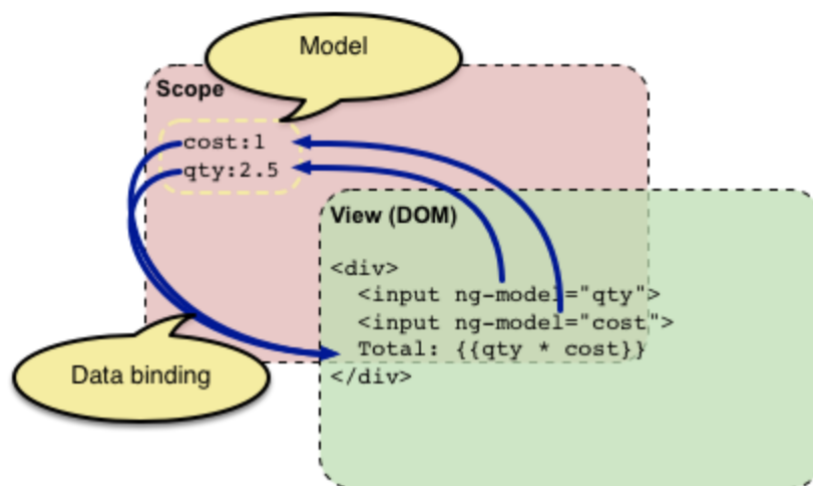 Model
Scope
cost:1
qty:2.5
View (DOM)
<div>
<input ng-model="qty">
<input ng-model="cost">
Total: {{qty * cost}}
</div>
Data binding